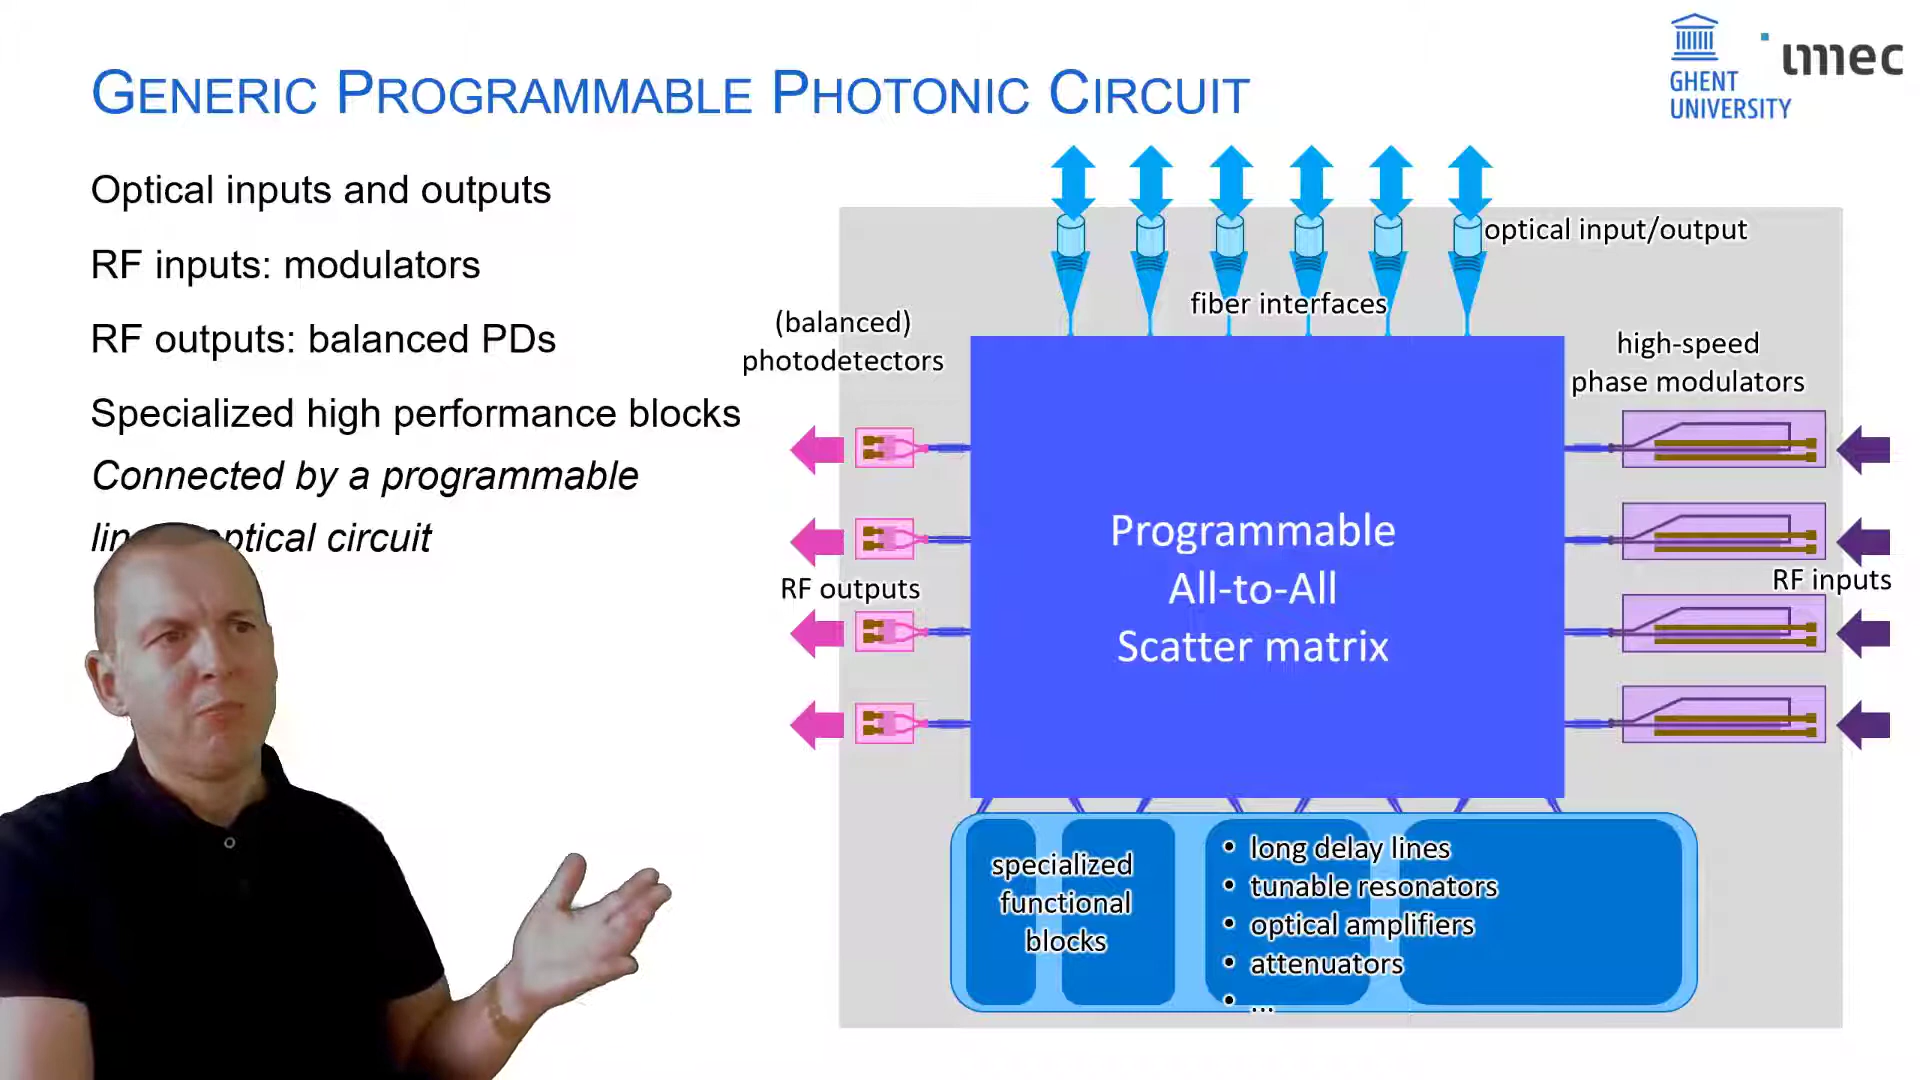 GENERIC PROGRAMMABLE PHOTONIC CIRCUIT
GHENT
UNIVERSITY
imec
Optical inputs and outputs
RF inputs: modulators
RF outputs: balanced PDs
Specialized high performance blocks
Connected by a programmable
optical circuit
optical input/output
fiber interfaces
(balanced)
photodetectors
high-speed
phase modulators
Programmable
All-to-All
Scatter matrix
RF outputs
RF inputs
specialized
functional
blocks
• long delay lines
• tunable resonators
• optical amplifiers
• attenuators
• ...